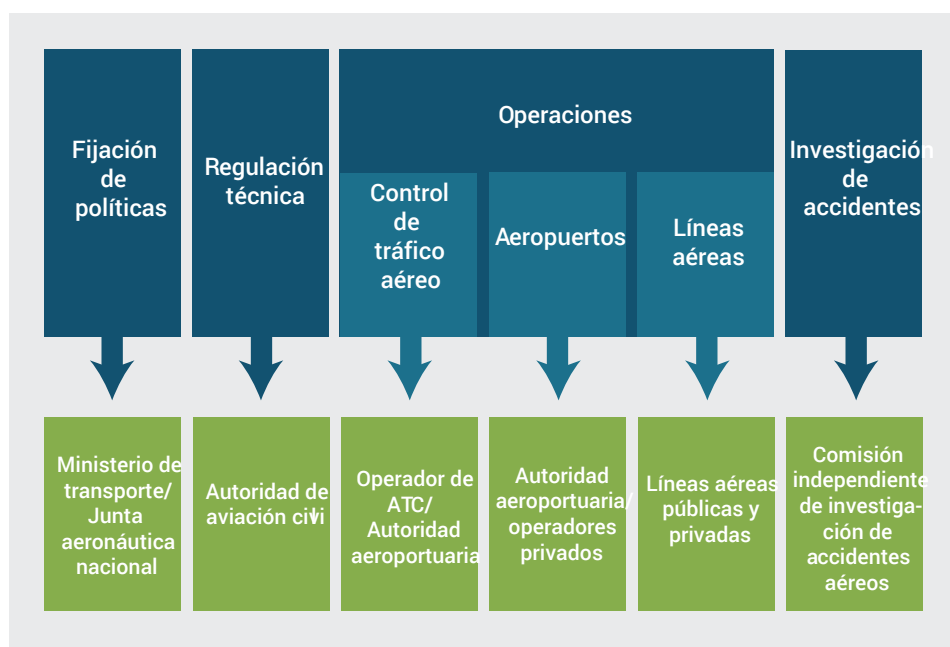 Fijación
de
políticas
Regulación
técnica
Operaciones
Control
de
tráfico
aéreo
Aeropuertos
Líneas
aéreas
Investigación
de
accidentes
Ministerio de
transporte/
Junta
aeronáutica
nacional
Autoridad de
aviación civil
Operador de
ATC/
Autoridad
aeroportuaria
Autoridad
aeroportuaria/
operadores
privados
Líneas aéreas
públicas y
privadas
Comisión
independiente
de investiga-
ción de
accidentes
aéreos